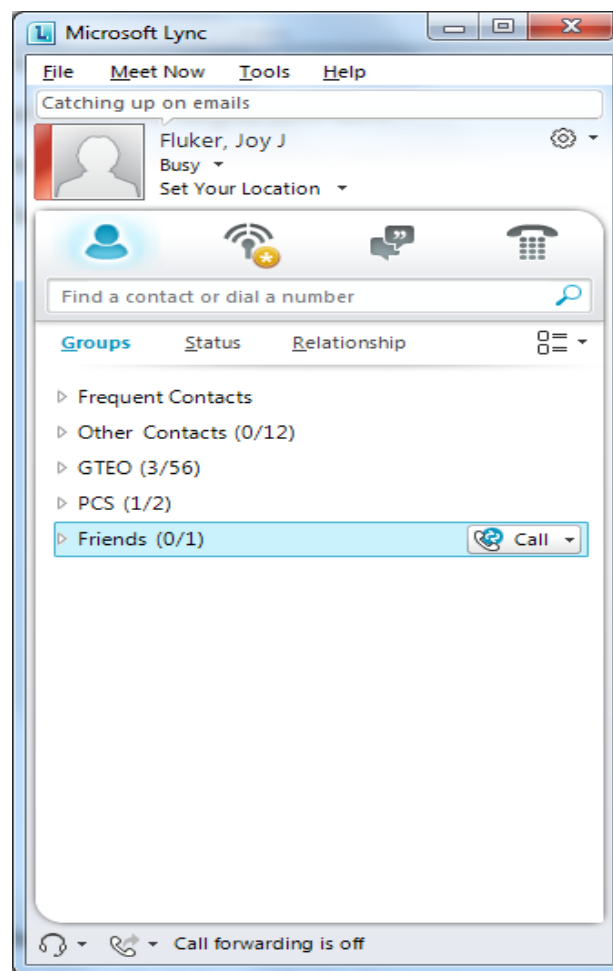 Microsoft Lync
File Meet Now Tools Help
Catching up on emails
Fluker, Joy J
Busy
Set Your Location
Find a contact or dial a number
Groups Status Relationship
Frequent Contacts
Other Contacts (0/12)
GTEO (3/56)
PCS (1/2)
Friends (0/1) Call
Call forwarding is off